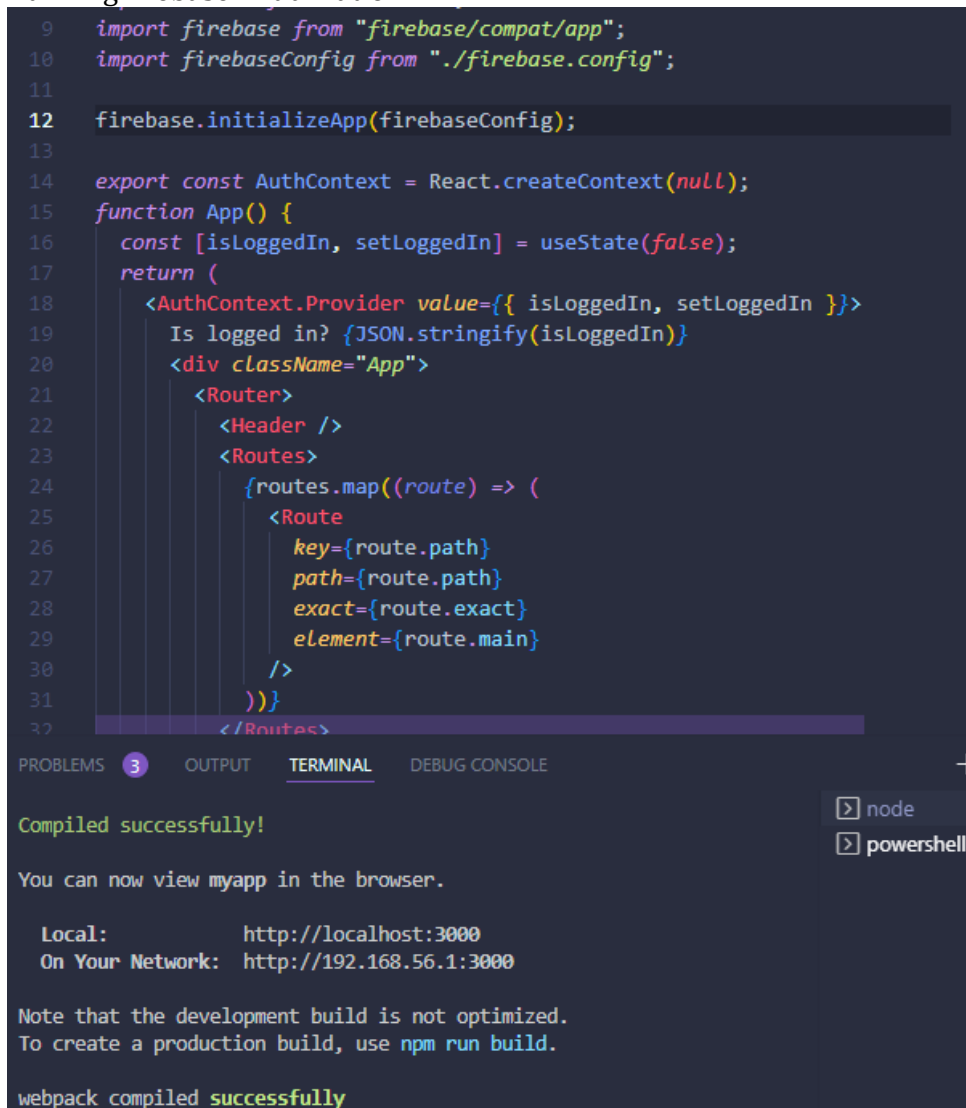 9 import firebase from "firebase/compat/app";
10 import firebaseConfig from "./firebase.config";
11
12 firebase.initializeApp(firebaseConfig);
13
14 export const AuthContext = React.createContext(null);
15 function App() {
16 const [isLoggedIn, setLoggedIn] = useState(false);
17 return (
18 <AuthContext.Provider value={{ isLoggedIn, setLoggedIn }}>
19 Is logged in? {JSON.stringify(isLoggedIn)}
20 <div className="App">
21 <Router>
22 <Header />
23 <Routes>
24 {routes.map((route) => (
25 <Route
26 key={route.path}
27 path={route.path}
28 exact={route.exact}
29 element={route.main}
30 />
31 ))}
32 </Routes>
PROBLEMS 3 OUTPUT TERMINAL DEBUG CONSOLE
node
Compiled successfully!
powershell
You can now view myapp in the browser.
Local: http://localhost:3000
On Your Network: http://192.168.56.1:3000
Note that the development build is not optimized.
To create a production build, use npm run build.
webpack compiled successfully